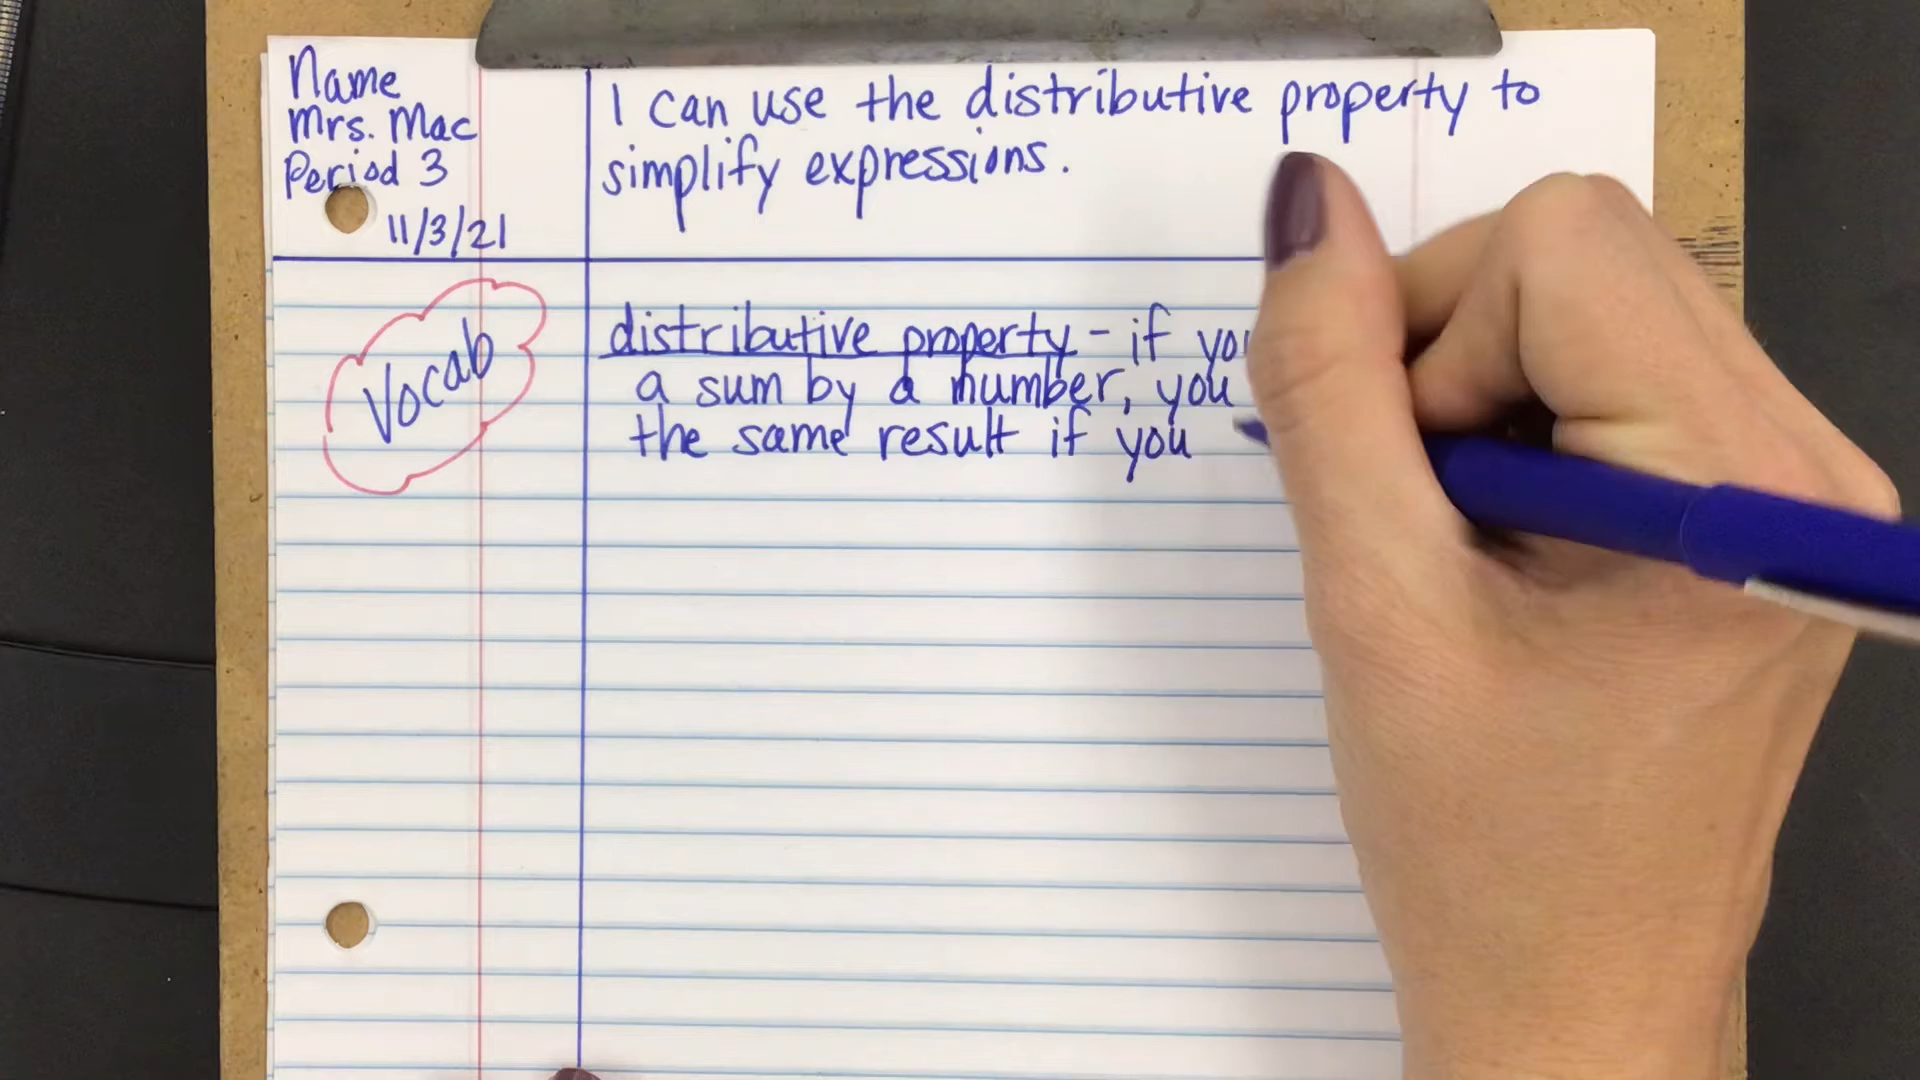 Name
Mrs. Mac
Period 3
11/3/21
I can use the distributive property to
simplify expressions.
Vocab
distributive property - if
a sum by a number, you
the same result if you